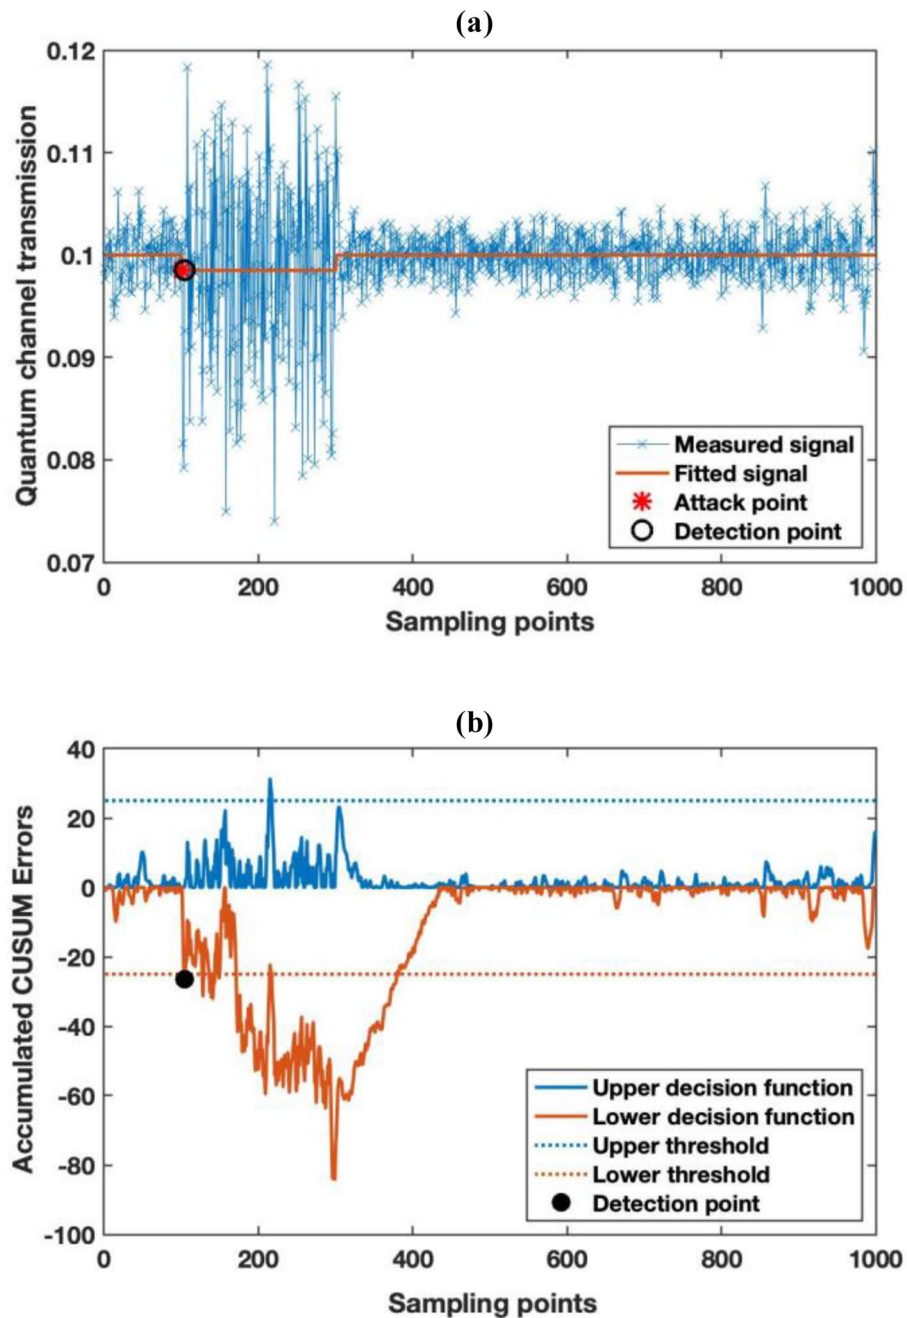 (a)
0.12
0.11
0.1
0.09
0.08
0.07
Quantum channel transmission
Measured signal
Fitted signal
Attack point
Detection point
0 200 400 600 800 1000
Sampling points
(b)
40
20
0
-20
-40
-60
-80
-100
Accumulated CUSUM Errors
Upper decision function
Lower decision function
Upper threshold
Lower threshold
Detection point
0 200 400 600 800 1000
Sampling points